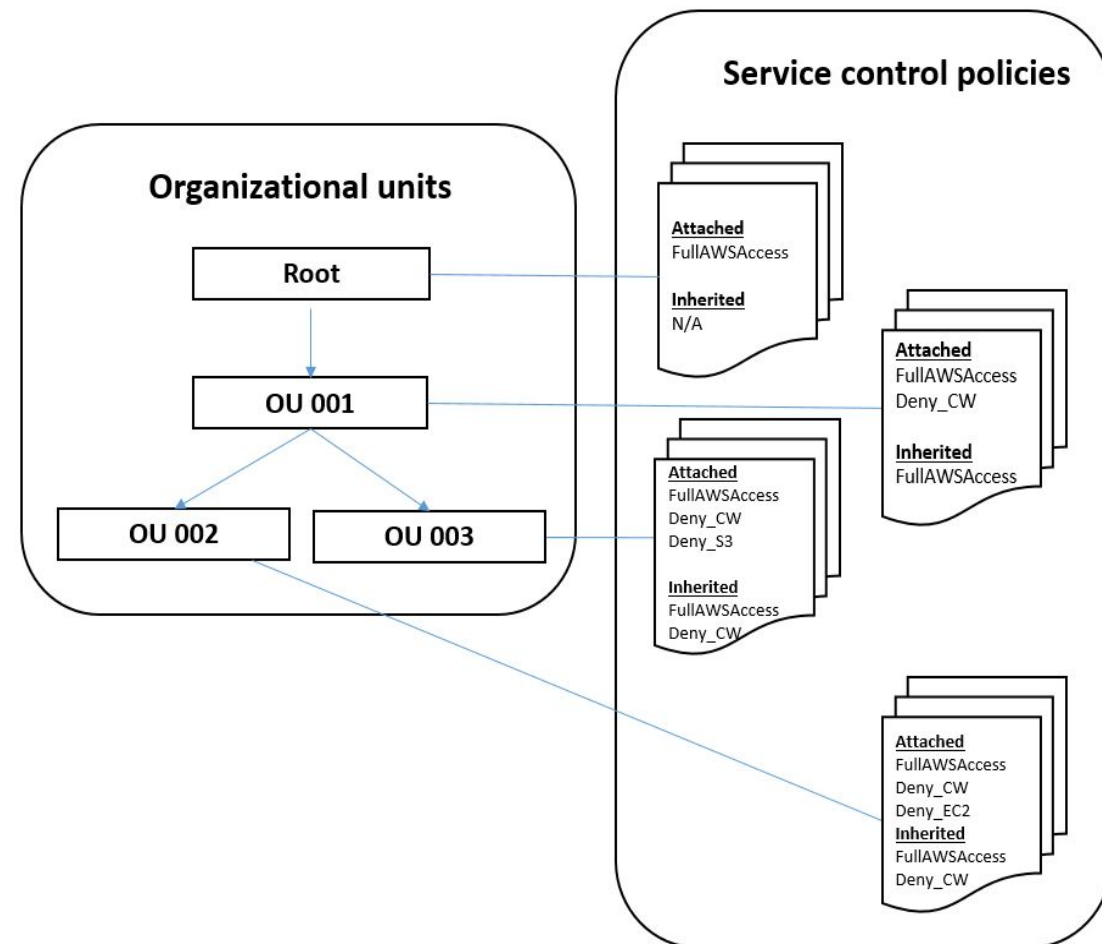 Service control policies
Organizational units
Root
OU 001
OU 002
OU 003
Attached
FullAWSAccess
Inherited
N/A
Attached
FullAWSAccess
Deny_CW
Inherited
FullAWSAccess
Attached
FullAWSAccess
Deny_CW
Deny_S3
Inherited
FullAWSAccess
Deny_CW
Attached
FullAWSAccess
Deny_CW
Deny_EC2
Inherited
FullAWSAccess
Deny_CW